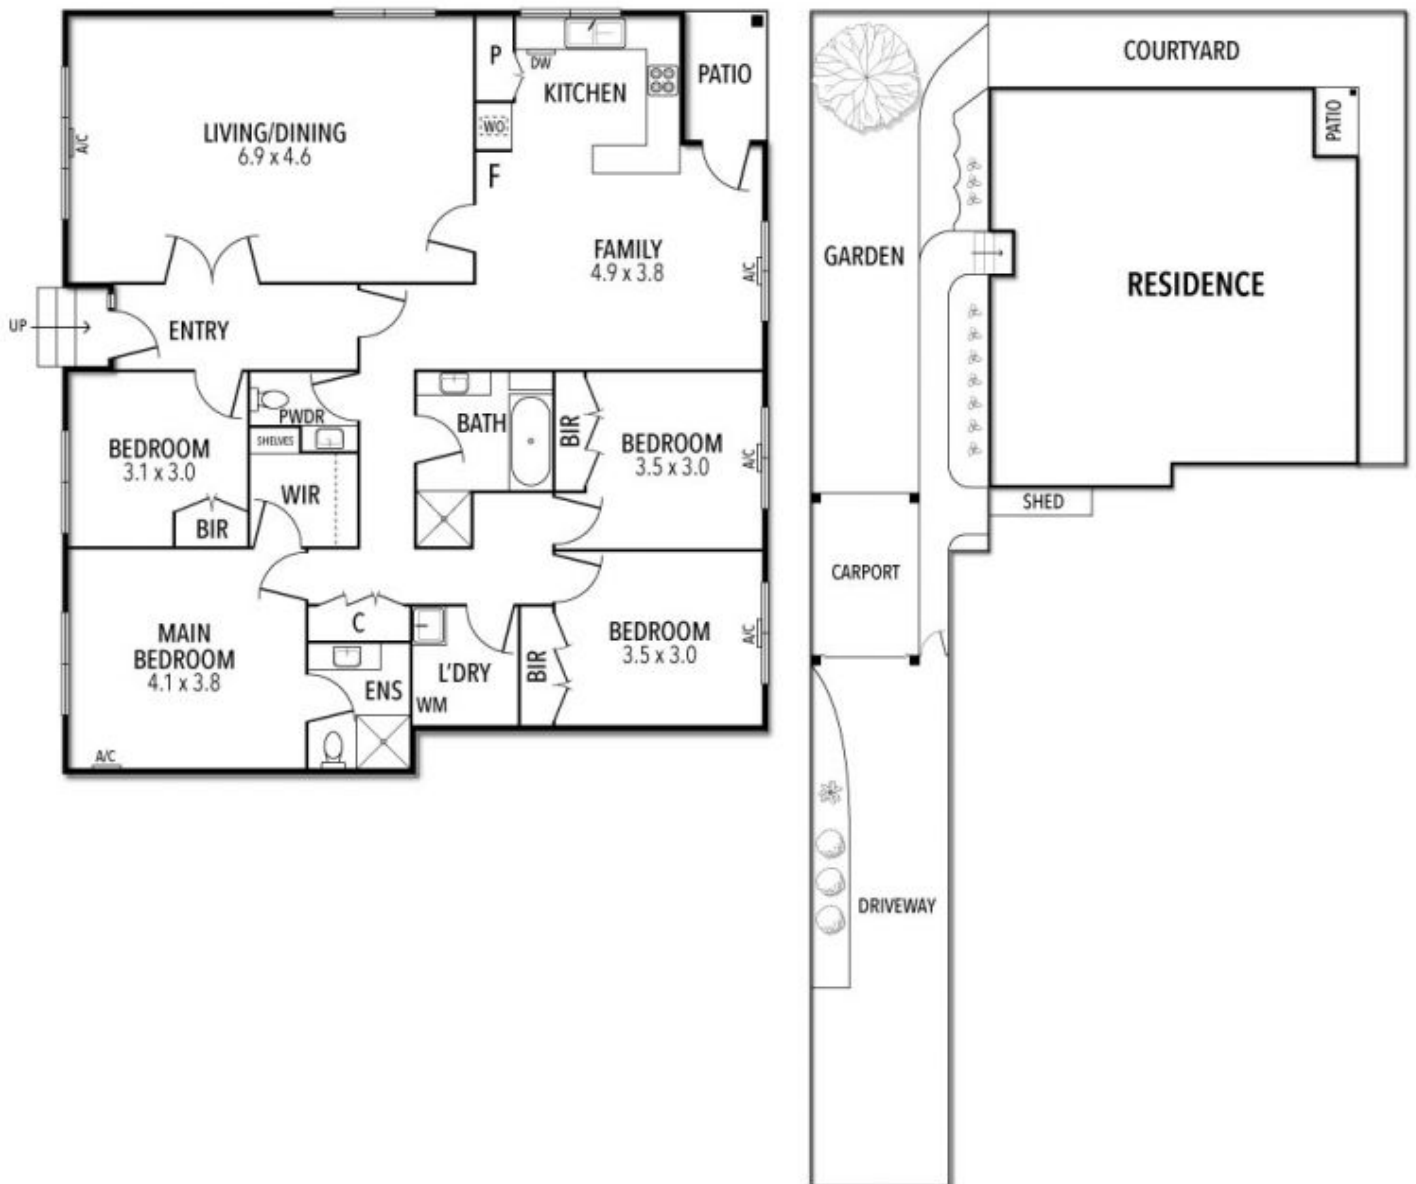 P
DW
KITCHEN
PATIO
LIVING/DINING
6.9 x 4.6
A/C
WO
F
FAMILY
4.9 x 3.8
A/C
UP
ENTRY
PWDR
SHELVES
BEDROOM
3.1 x 3.0
WIR
BIR
BATH
BIR
BEDROOM
3.5 x 3.0
A/C
MAIN
BEDROOM
4.1 x 3.8
A/C
C
ENS
L'DRY
WM
BIR
BEDROOM
3.5 x 3.0
A/C
COURTYARD
PATIO
GARDEN
RESIDENCE
SHED
CARPORT
DRIVEWAY